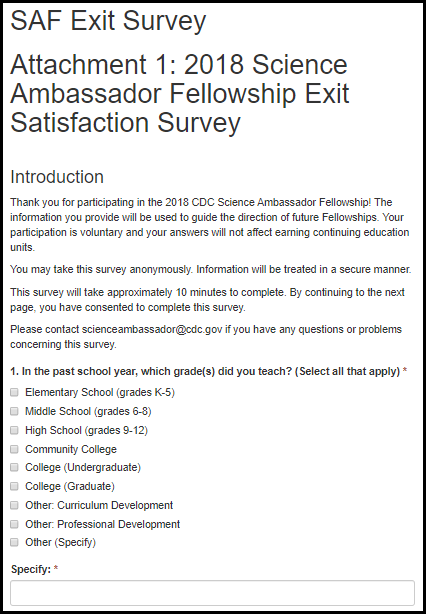 SAF Exit Survey
Attachment 1: 2018 Science
Ambassador Fellowship Exit
Satisfaction Survey
Introduction
Thank you for participating in the 2018 CDC Science Ambassador Fellowship! The
information you provide will be used to guide the direction of future Fellowships. Your
participation is voluntary and your answers will not affect earning continuing education
units.
You may take this survey anonymously. Information will be treated in a secure manner.
This survey will take approximately 10 minutes to complete. By continuing to the next
page, you have consented to complete this survey.
Please contact scienceambassador@cdc.gov if you have any questions or problems
concerning this survey.
1. In the past school year, which grade(s) did you teach? (Select all that apply) *
Elementary School (grades K-5)
Middle School (grades 6-8)
High School (grades 9-12)
Community College
College (Undergraduate)
College (Graduate)
Other: Curriculum Development
Other: Professional Development
Other (Specify)
Specify: *